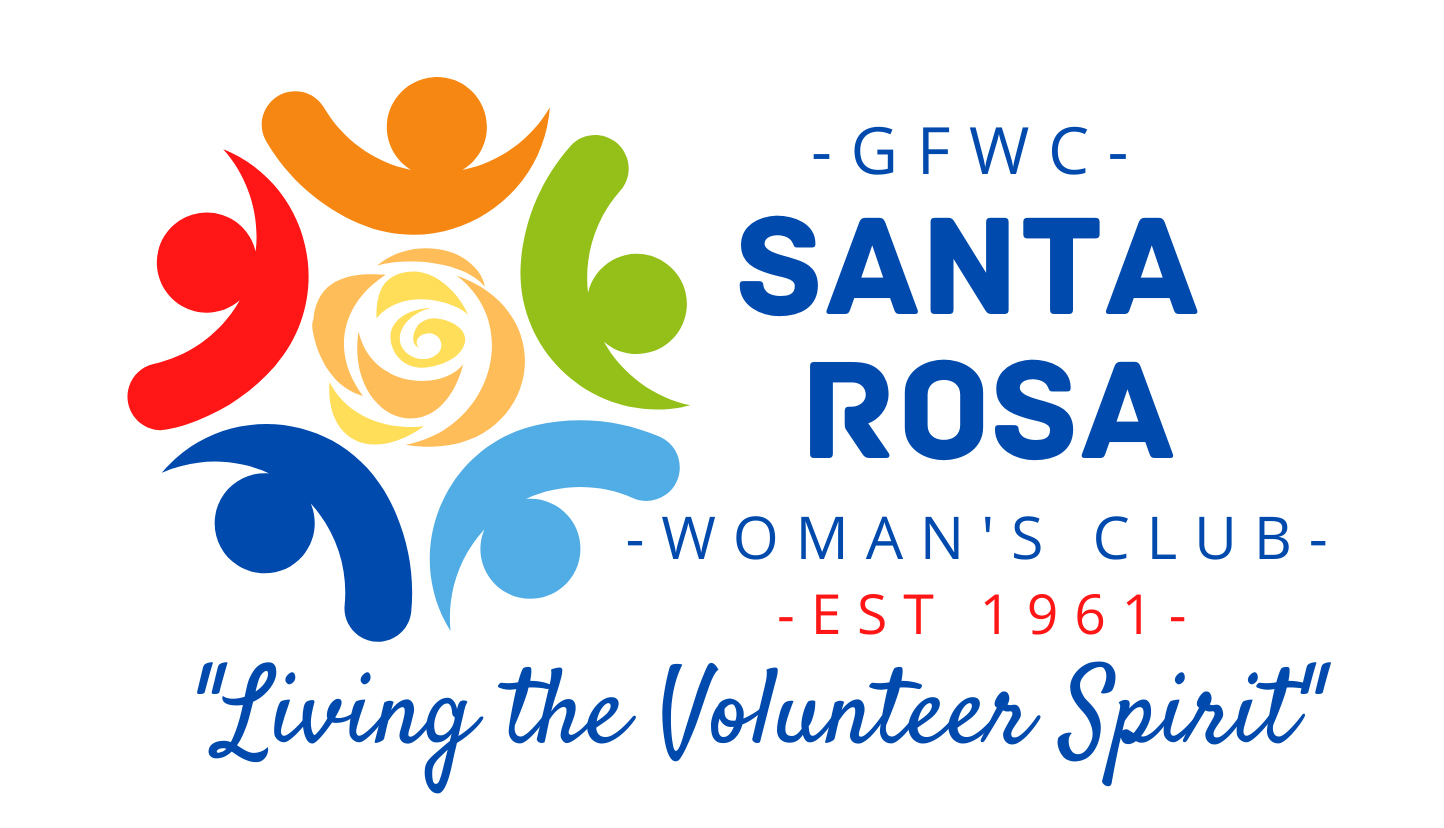 -GFWC-
SANTA
ROSA
-WOMAN'S CLUB-
-EST 1961-
"Living the Volunteer Spirit"